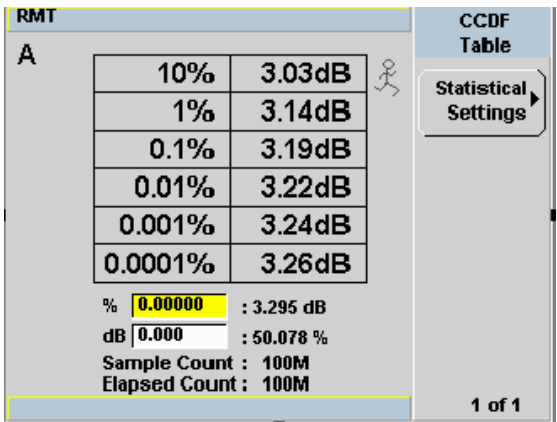 RMT
A
10% 3.03dB
1% 3.14dB
0.1% 3.19dB
0.01% 3.22dB
0.001% 3.24dB
0.0001% 3.26dB
% 0.00000 : 3.295 dB
dB 0.000 : 50.078 %
Sample Count : 100M
Elapsed Count : 100M
CCDF
Table
Statistical
Settings
1 of 1